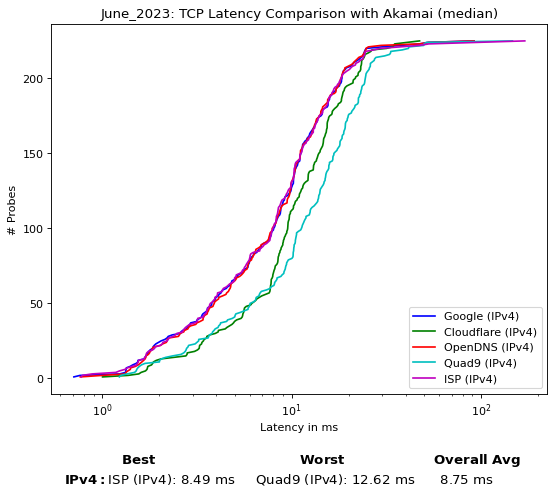 June_2023: TCP Latency Comparison with Akamai (median)
# Probes
200
150
100
50
0
Google (IPv4)
Cloudflare (IPv4)
OpenDNS (IPv4)
Quad9 (IPv4)
ISP (IPv4)
10⁰ 10¹ 10²
Latency in ms
Best Worst Overall Avg
IPv4: ISP (IPv4): 8.49 ms Quad9 (IPv4): 12.62 ms 8.75 ms